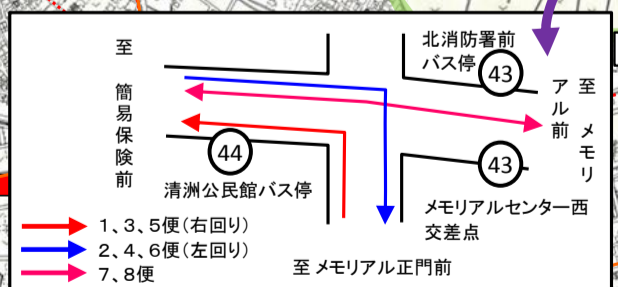 至 簡易保険前
北消防署前
バス停
43
至 メモリ
アル前
44
清洲公民館バス停
43
メモリアルセンター西
交差点
1、3、5便(右回り)
2、4、6便(左回り)
7、8便
至 メモリアル正門前